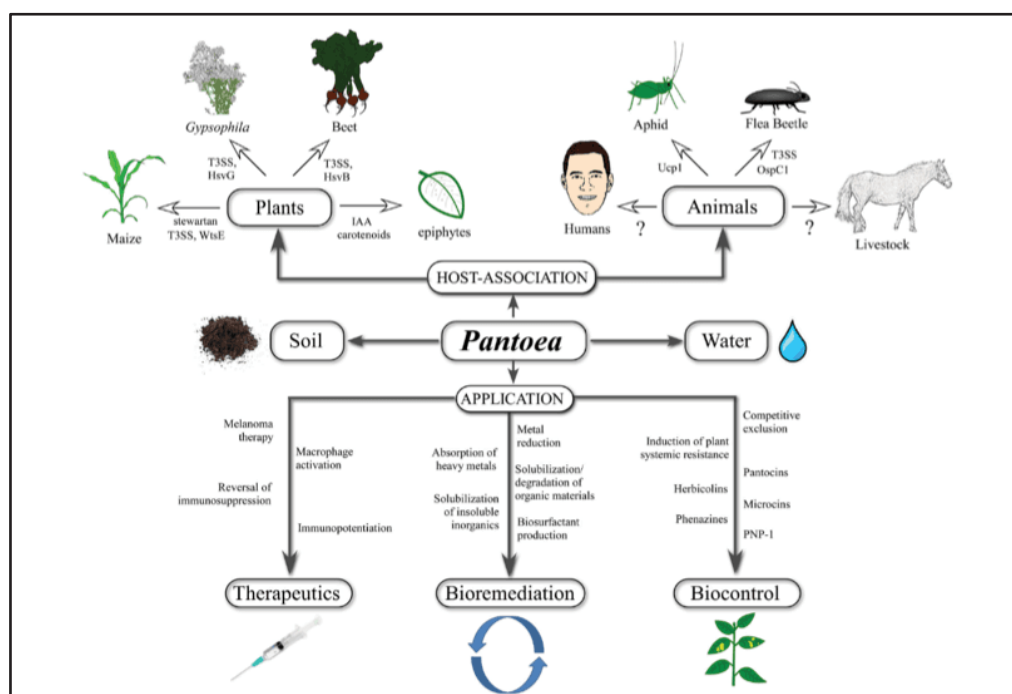 Gypsophila
Beet
Aphid
Flea Beetle
T3SS,
HsvG
T3SS,
HsvB
Ucp1
T3SS
OspC1
Maize
stewartan
T3SS, WtsE
Plants
IAA
carotenoids
epiphytes
Humans
?
Animals
?
Livestock
HOST-ASSOCIATION
Soil
Pantoea
Water
APPLICATION
Melanoma
therapy
Macrophage
activation
Reversal of
immunosuppression
Immunopotentiation
Metal
reduction
Absorption of
heavy metals
Solubilization/
degradation of
organic materials
Solubilization
of insoluble
inorganics
Biosurfactant
production
Competitive
exclusion
Induction of plant
systemic resistance
Pantocins
Herbicolins
Microcins
Phenazines
PNP-1
Therapeutics
Bioremediation
Biocontrol